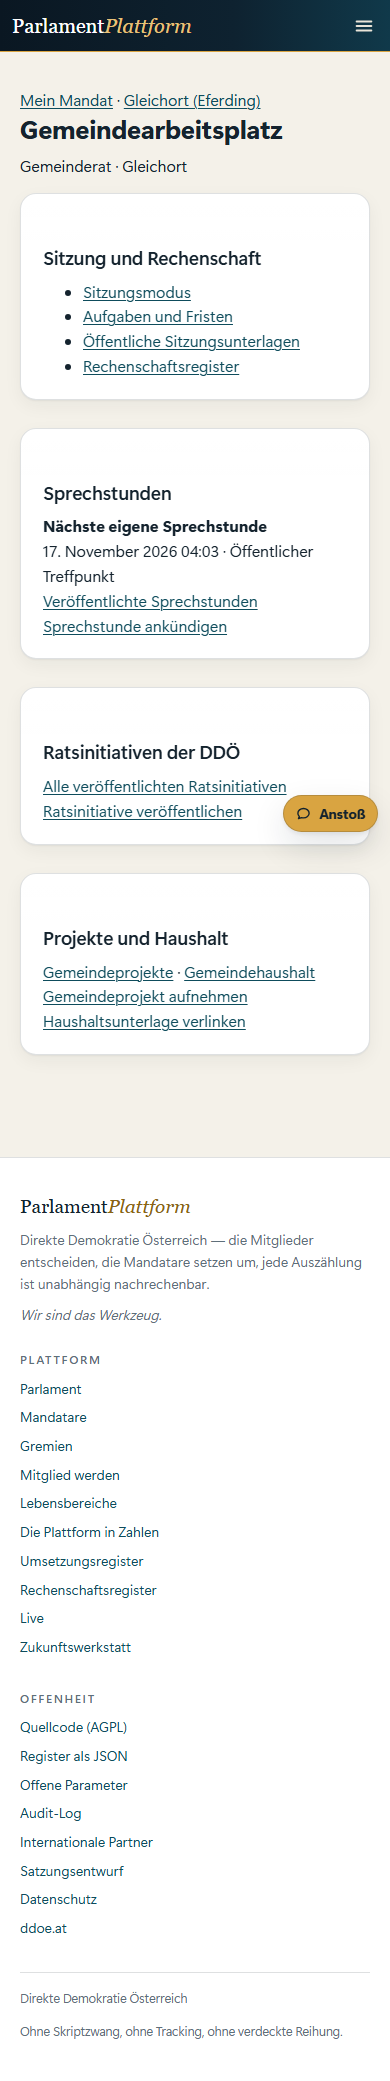 ParlamentPlattform
Mein Mandat · Gleichort (Eferding)
Gemeindearbeitsplatz
Gemeinderat · Gleichort
Sitzung und Rechenschaft
Sitzungsmodus
Aufgaben und Fristen
Öffentliche Sitzungsunterlagen
Rechenschaftsregister
Sprechstunden
Nächste eigene Sprechstunde
17. November 2026 04:03 · Öffentlicher
Treffpunkt
Veröffentlichte Sprechstunden
Sprechstunde ankündigen
Ratsinitiativen der DDÖ
Alle veröffentlichten Ratsinitiativen
Ratsinitiative veröffentlichen
Anstoß
Projekte und Haushalt
Gemeindeprojekte · Gemeindehaushalt
Gemeindeprojekt aufnehmen
Haushaltsunterlage verlinken
ParlamentPlattform
Direkte Demokratie Österreich — die Mitglieder
entscheiden, die Mandatare setzen um, jede Auszählung
ist unabhängig nachrechenbar.
Wir sind das Werkzeug.
PLATTFORM
Parlament
Mandatare
Gremien
Mitglied werden
Lebensbereiche
Die Plattform in Zahlen
Umsetzungsregister
Rechenschaftsregister
Live
Zukunftswerkstatt
OFFENHEIT
Quellcode (AGPL)
Register als JSON
Offene Parameter
Audit-Log
Internationale Partner
Satzungsentwurf
Datenschutz
ddoe.at
Direkte Demokratie Österreich
Ohne Skriptzwang, ohne Tracking, ohne verdeckte Reihung.